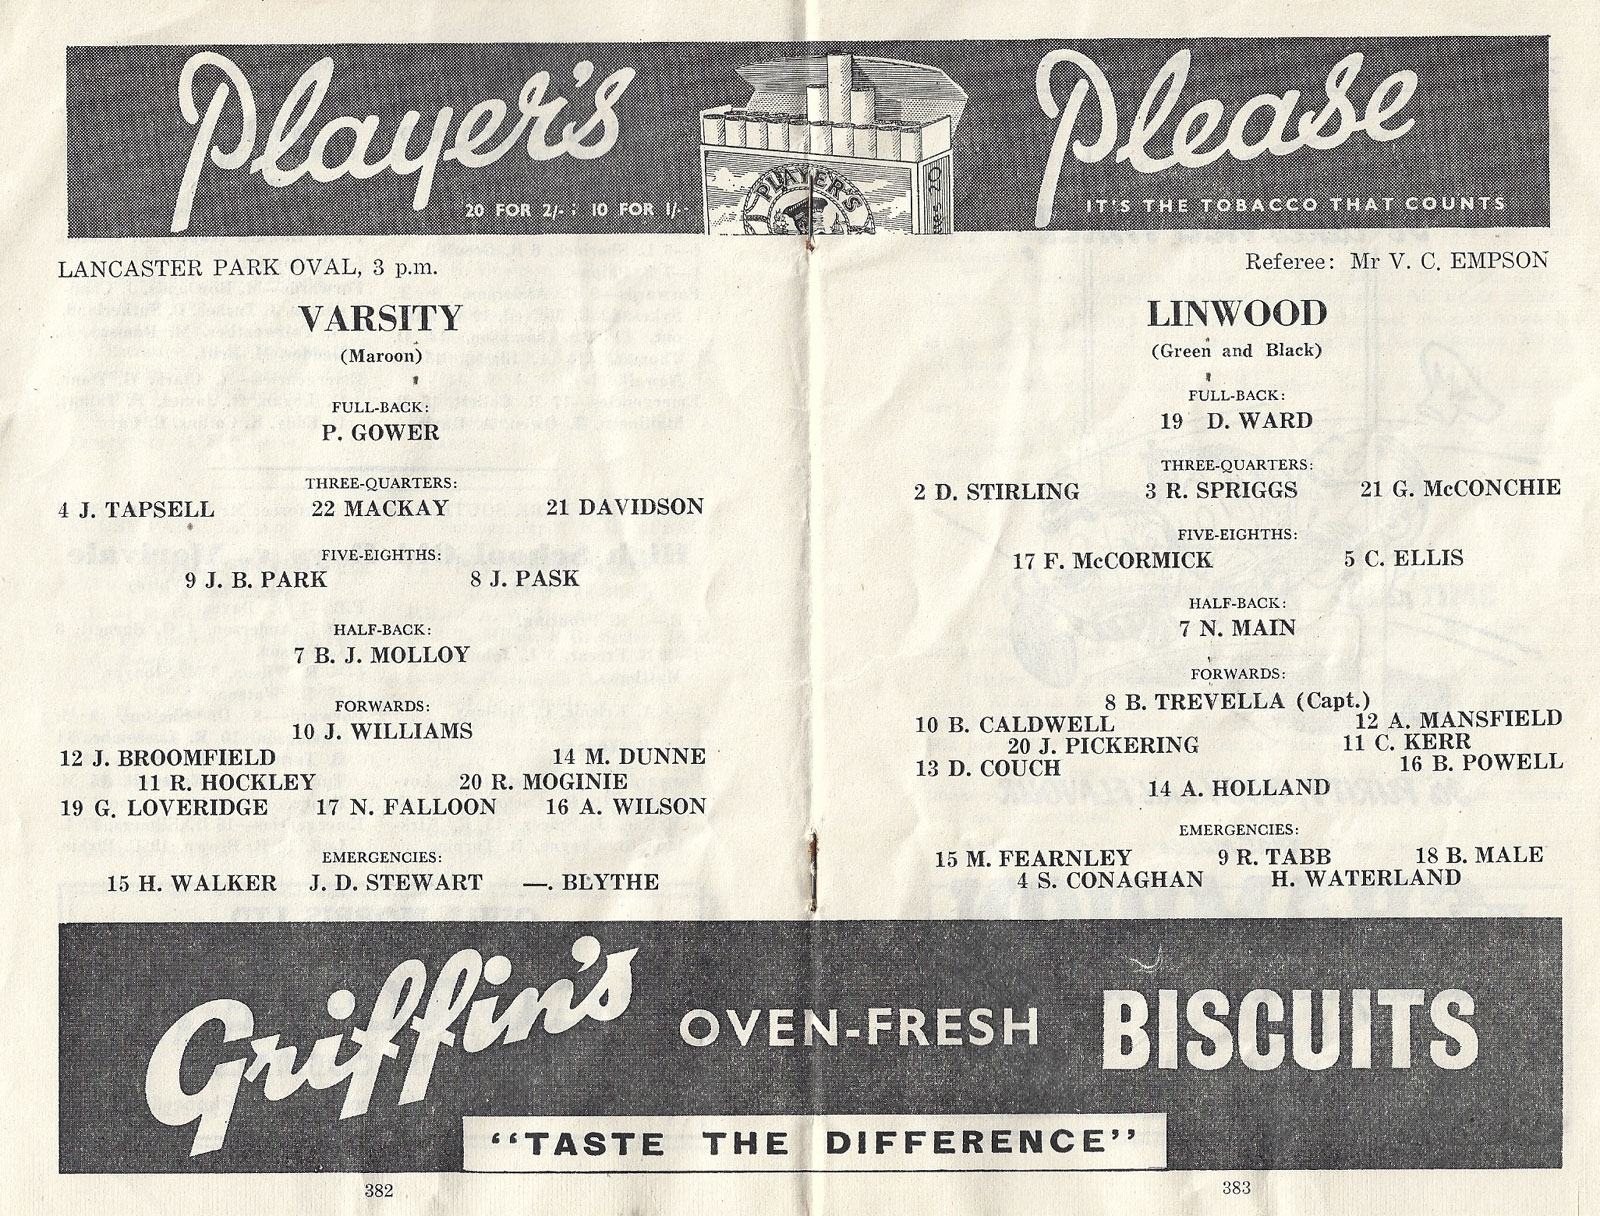 Player's Please
20 FOR 2/- ; 10 FOR 1/-
PLAYER'S
IT'S THE TOBACCO THAT COUNTS
LANCASTER PARK OVAL, 3 p.m.
VARSITY
(Maroon)
FULL-BACK:
P. GOWER
THREE-QUARTERS:
4 J. TAPSELL 22 MACKAY 21 DAVIDSON
FIVE-EIGHTHS:
9 J. B. PARK 8 J. PASK
HALF-BACK:
7 B. J. MOLLOY
FORWARDS:
10 J. WILLIAMS
12 J. BROOMFIELD 14 M. DUNNE
11 R. HOCKLEY 20 R. MOGINIE
19 G. LOVERIDGE 17 N. FALLOON 16 A. WILSON
EMERGENCIES:
15 H. WALKER J. D. STEWART —. BLYTHE
Referee: Mr V. C. EMPSON
LINWOOD
(Green and Black)
FULL-BACK:
19 D. WARD
THREE-QUARTERS:
2 D. STIRLING 3 R. SPRIGGS 21 G. McCONCHIE
FIVE-EIGHTHS:
17 F. McCORMICK 5 C. ELLIS
HALF-BACK:
7 N. MAIN
FORWARDS:
8 B. TREVELLA (Capt.)
10 B. CALDWELL 12 A. MANSFIELD
20 J. PICKERING 11 C. KERR
13 D. COUCH 16 B. POWELL
14 A. HOLLAND
EMERGENCIES:
15 M. FEARNLEY 9 R. TABB 18 B. MALE
4 S. CONAGHAN H. WATERLAND
Griffin's OVEN-FRESH BISCUITS
"TASTE THE DIFFERENCE"
382
383